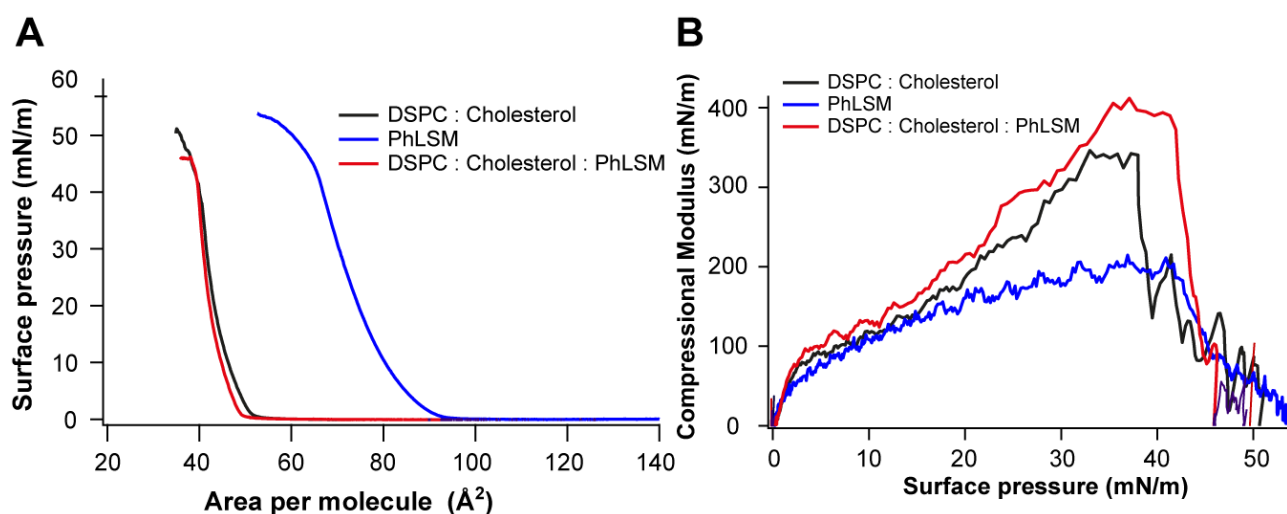 A
Surface pressure (mN/m)
60
50
40
30
20
10
0
DSPC : Cholesterol
PhLSM
DSPC : Cholesterol : PhLSM
20 40 60 80 100 120 140
Area per molecule (Å²)
B
Compressional Modulus (mN/m)
400
300
200
100
0
DSPC : Cholesterol
PhLSM
DSPC : Cholesterol : PhLSM
0 10 20 30 40 50
Surface pressure (mN/m)